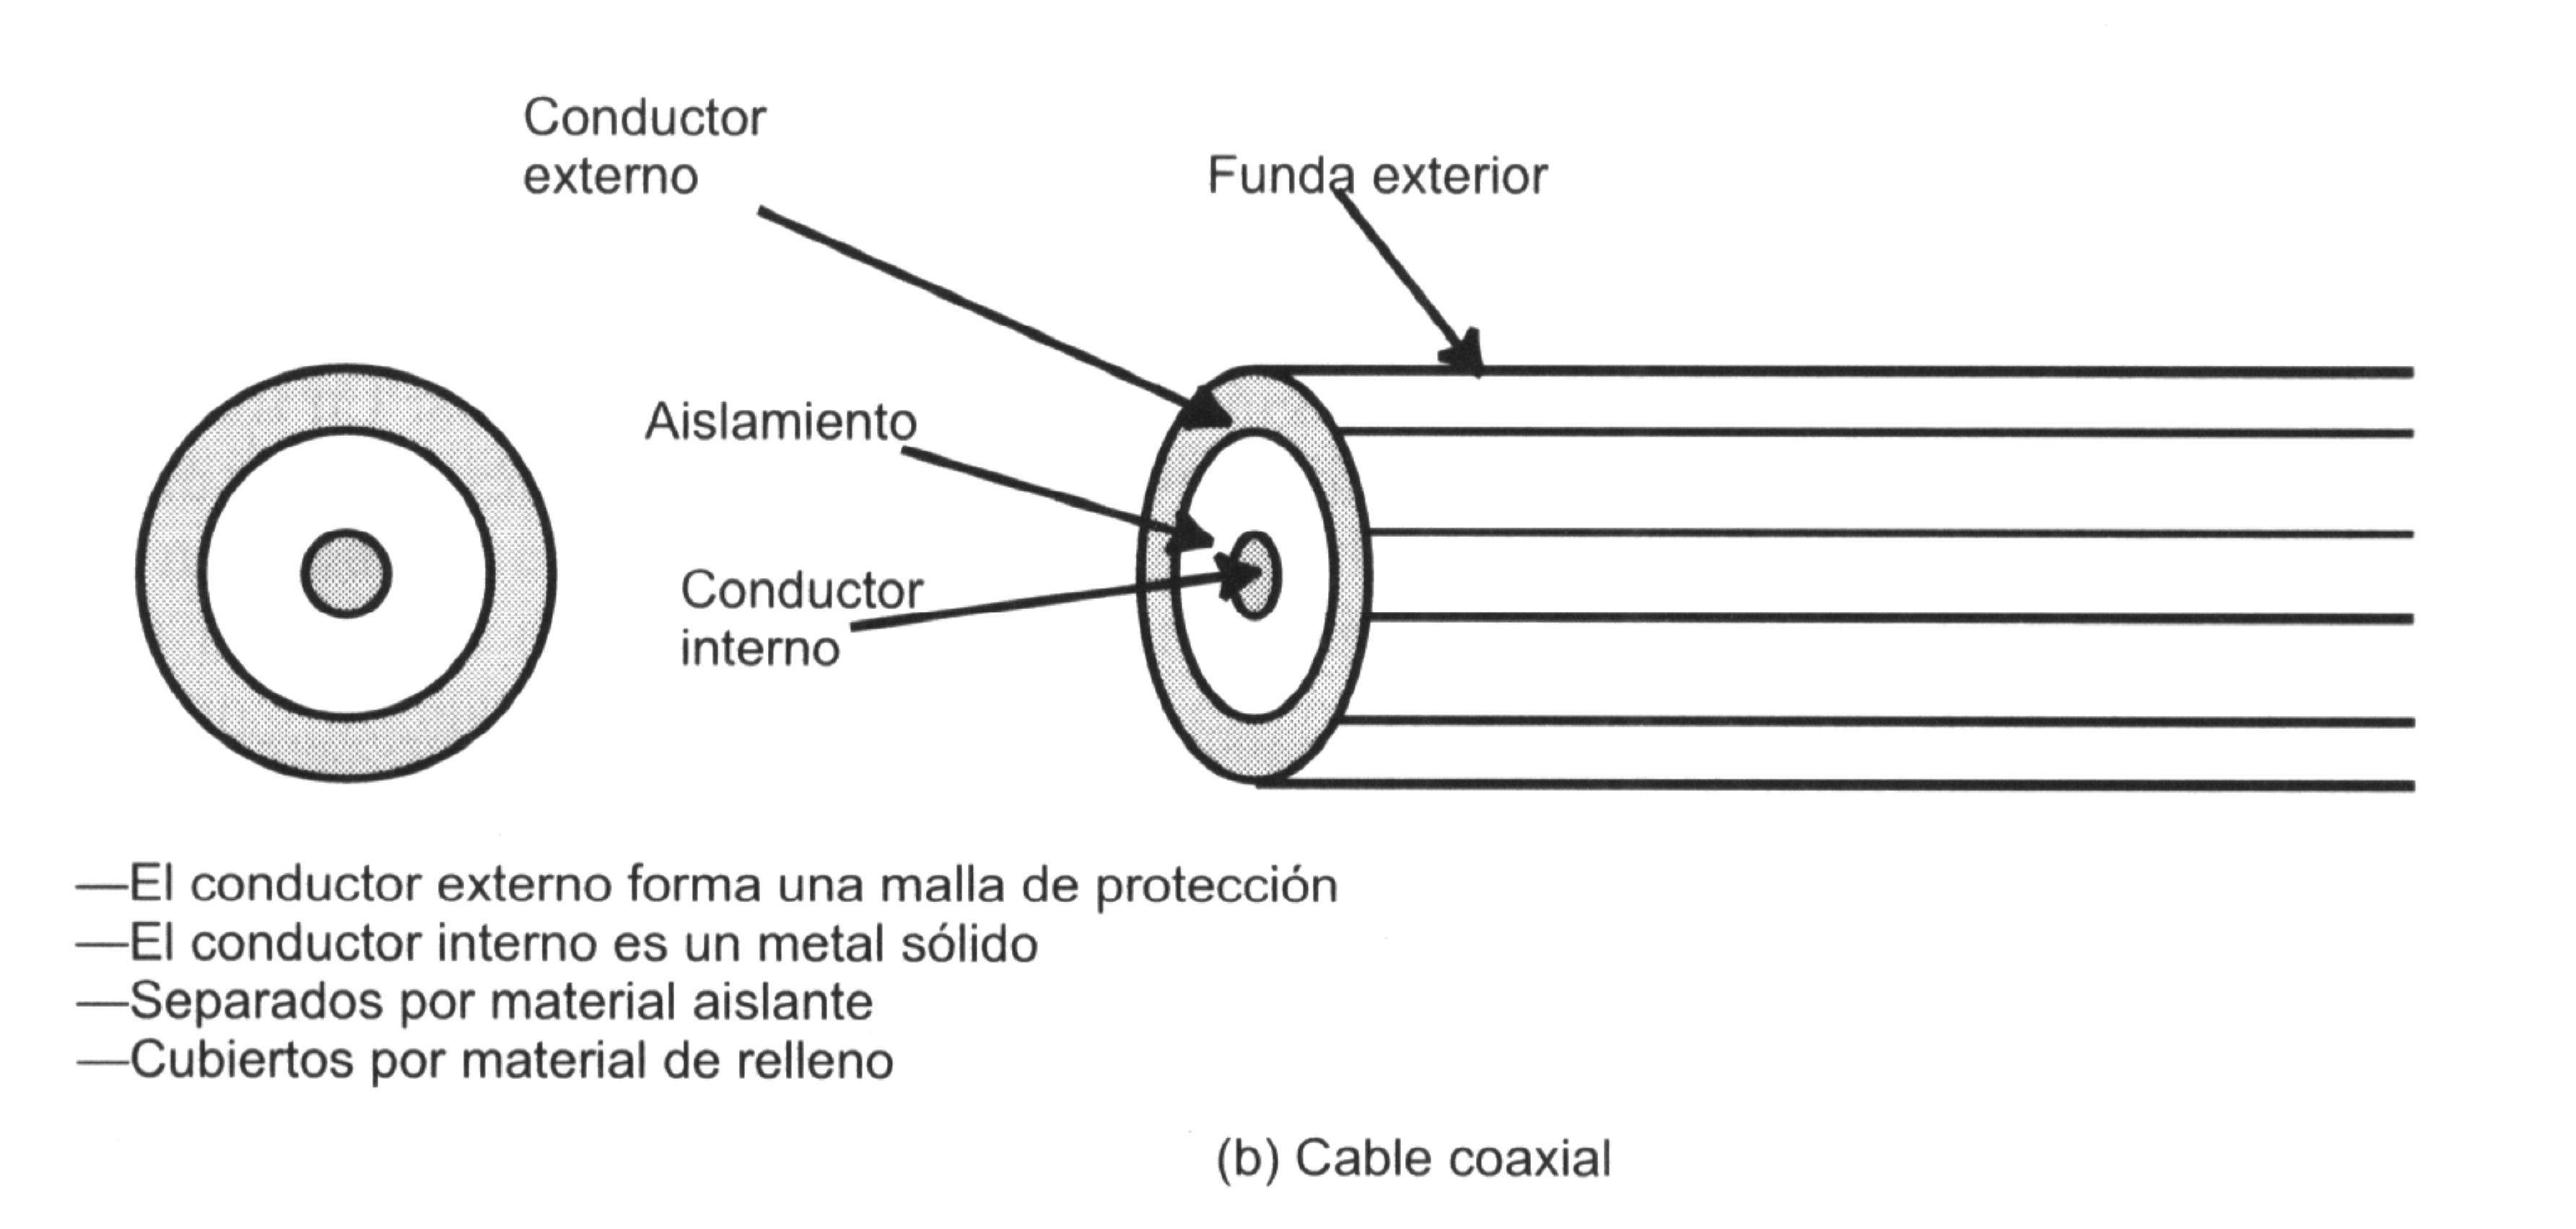 Conductor
externo
Funda exterior
Aislamiento
Conductor
interno
—El conductor externo forma una malla de protección
—El conductor interno es un metal sólido
—Separados por material aislante
—Cubiertos por material de relleno
(b) Cable coaxial